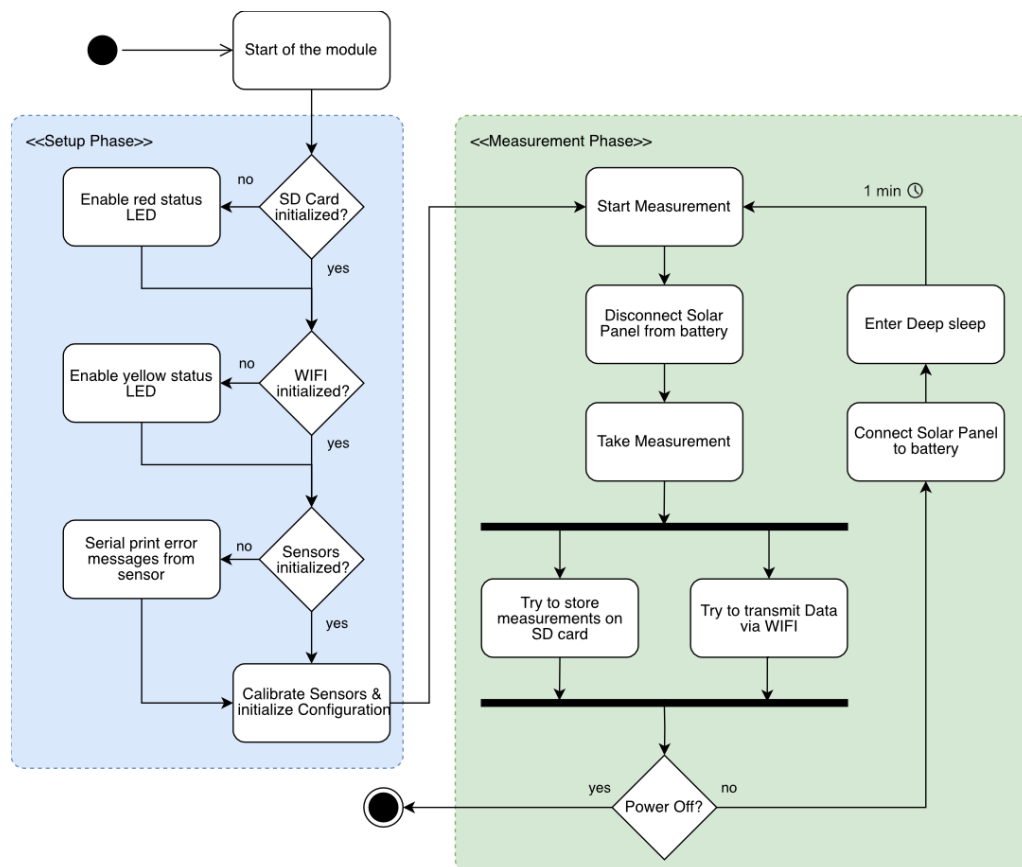 Start of the module
<<Setup Phase>>
SD Card
initialized?
no
Enable red status
LED
yes
WIFI
initialized?
no
Enable yellow status
LED
yes
Sensors
initialized?
no
Serial print error
messages from
sensor
yes
Calibrate Sensors &
initialize Configuration
<<Measurement Phase>>
Start Measurement
1 min
Disconnect Solar
Panel from battery
Enter Deep sleep
Take Measurement
Connect Solar Panel
to battery
Try to store
measurements on
SD card
Try to transmit Data
via WIFI
Power Off?
yes
no